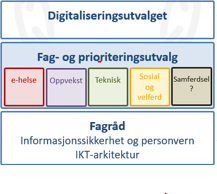 Digitaliseringsutvalget
Fag- og prioriteringsutvalg
e-helse
Oppvekst
Teknisk
Sosial
og
velferd
Samferdsel
?
Fagråd
Informasjonssikkerhet og personvern
IKT-arkitektur